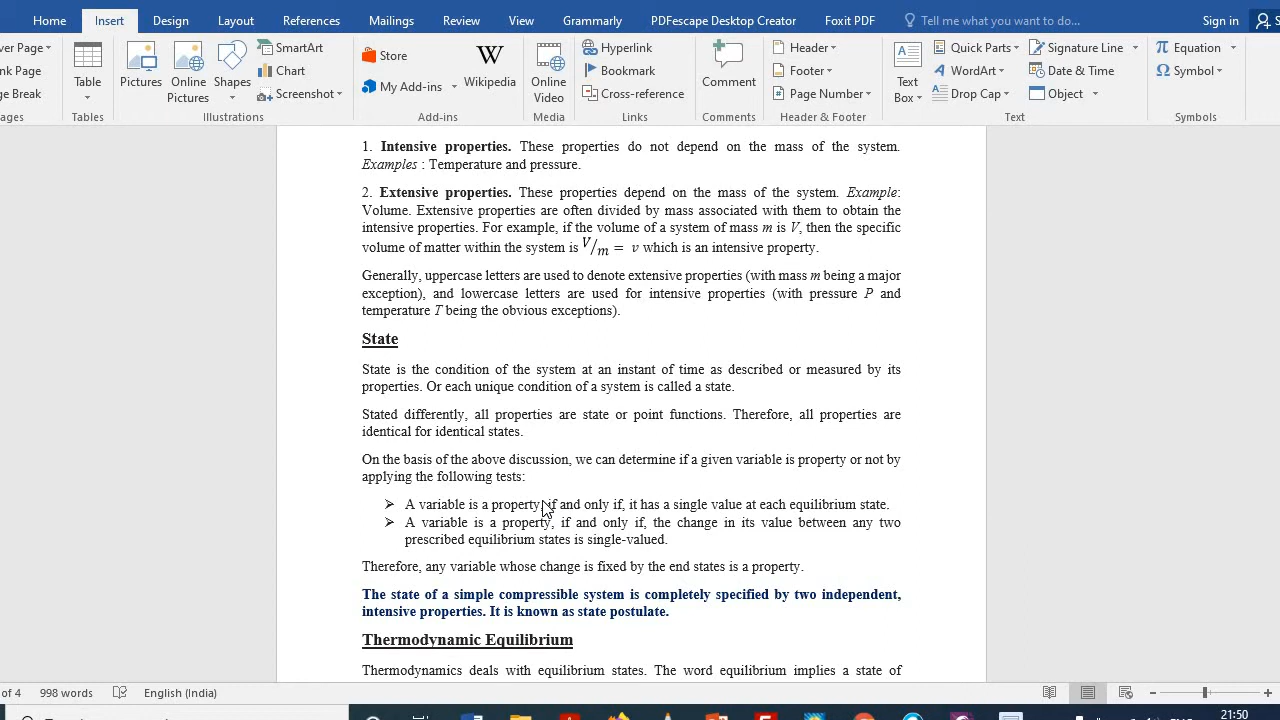 Home Insert Design Layout References Mailings Review View Grammarly PDFescape Desktop Creator Foxit PDF Tell me what you want to do... Sign in
ver Page
nk Page
e Break
ages
Table
Tables
Pictures
Online Pictures
Shapes
SmartArt
Chart
Screenshot
Illustrations
Store
My Add-ins
Wikipedia
Add-ins
Online Video
Media
Hyperlink
Bookmark
Cross-reference
Links
Comment
Comments
Header
Footer
Page Number
Header & Footer
Text Box
Quick Parts
WordArt
Drop Cap
Signature Line
Date & Time
Object
Text
Equation
Symbol
Symbols
1. Intensive properties. These properties do not depend on the mass of the system.
Examples : Temperature and pressure.
2. Extensive properties. These properties depend on the mass of the system. Example:
Volume. Extensive properties are often divided by mass associated with them to obtain the
intensive properties. For example, if the volume of a system of mass m is V, then the specific
volume of matter within the system is V/m = v which is an intensive property.
Generally, uppercase letters are used to denote extensive properties (with mass m being a major
exception), and lowercase letters are used for intensive properties (with pressure P and
temperature T being the obvious exceptions).
State
State is the condition of the system at an instant of time as described or measured by its
properties. Or each unique condition of a system is called a state.
Stated differently, all properties are state or point functions. Therefore, all properties are
identical for identical states.
On the basis of the above discussion, we can determine if a given variable is property or not by
applying the following tests:
➢ A variable is a property, if and only if, it has a single value at each equilibrium state.
➢ A variable is a property, if and only if, the change in its value between any two
prescribed equilibrium states is single-valued.
Therefore, any variable whose change is fixed by the end states is a property.
The state of a simple compressible system is completely specified by two independent,
intensive properties. It is known as state postulate.
Thermodynamic Equilibrium
Thermodynamics deals with equilibrium states. The word equilibrium implies a state of
of 4 998 words English (India)
21:50